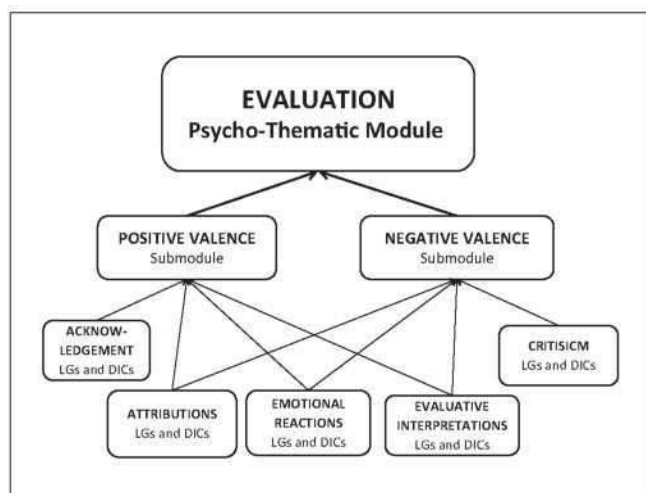 EVALUATION
Psycho-Thematic Module
POSITIVE VALENCE
Submodule
NEGATIVE VALENCE
Submodule
ACKNOW-
LEDGEMENT
LGs and DICs
CRITISICM
LGs and DICs
ATTRIBUTIONS
LGs and DICs
EMOTIONAL
REACTIONS
LGs and DICs
EVALUATIVE
INTERPRETATIONS
LGs and DICs